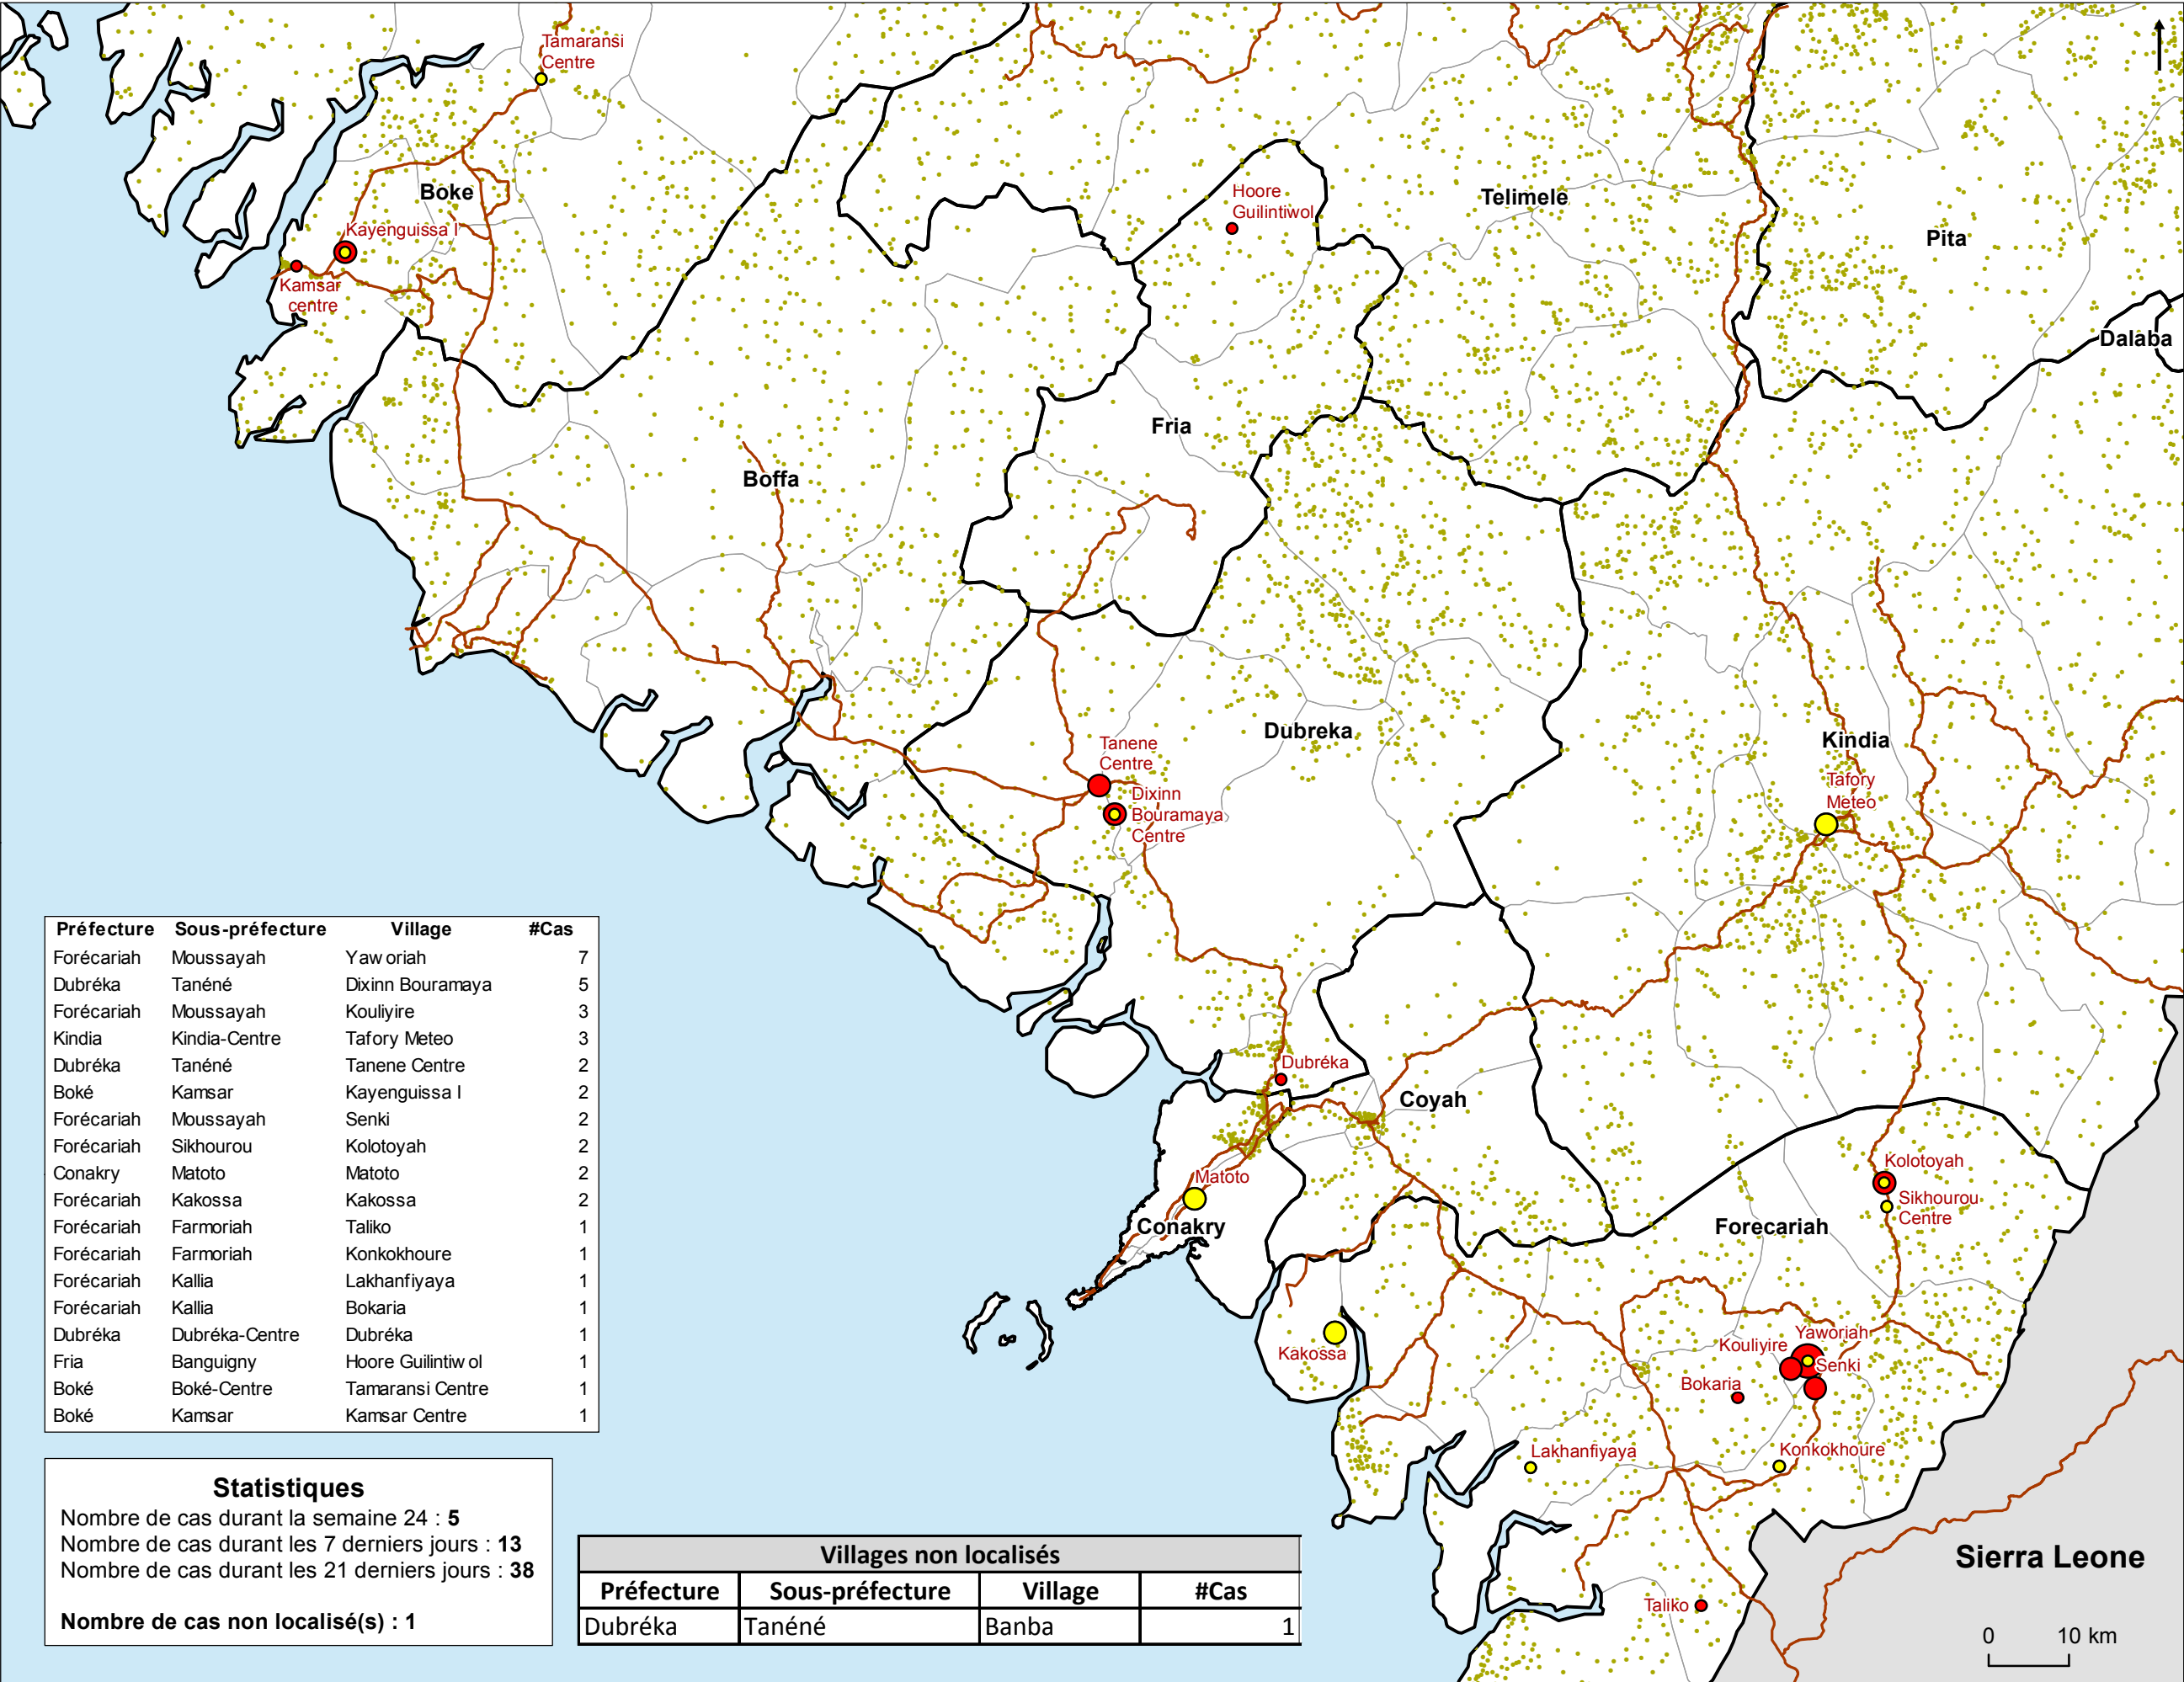 Tamaransi
Centre
Boke
Kayenguissa I
Kamsar
centre
Hoore
Guilintiwol
Telimele
Pita
Dalaba
Fria
Boffa
Dubreka
Tanene
Centre
Dixinn
Bouramaya
Centre
Kindia
Tafory
Meteo
Dubréka
Coyah
Matoto
Conakry
Kolotoyah
Sikhourou
Centre
Forecariah
Kakossa
Yaworiah
Kouliyire
Senki
Bokaria
Lakhanfiyaya
Konkokhoure
Taliko
Sierra Leone
0 10 km
Préfecture Sous-préfecture Village #Cas
Forécariah Moussayah Yaworiah 7
Dubréka Tanéné Dixinn Bouramaya 5
Forécariah Moussayah Kouliyire 3
Kindia Kindia-Centre Tafory Meteo 3
Dubréka Tanéné Tanene Centre 2
Boké Kamsar Kayenguissa I 2
Forécariah Moussayah Senki 2
Forécariah Sikhourou Kolotoyah 2
Conakry Matoto Matoto 2
Forécariah Kakossa Kakossa 2
Forécariah Farmoriah Taliko 1
Forécariah Farmoriah Konkokhoure 1
Forécariah Kallia Lakhanfiyaya 1
Forécariah Kallia Bokaria 1
Dubréka Dubréka-Centre Dubréka 1
Fria Banguigny Hoore Guilintiwol 1
Boké Boké-Centre Tamaransi Centre 1
Boké Kamsar Kamsar Centre 1
Statistiques
Nombre de cas durant la semaine 24 : 5
Nombre de cas durant les 7 derniers jours : 13
Nombre de cas durant les 21 derniers jours : 38
Nombre de cas non localisé(s) : 1
Villages non localisés
Préfecture Sous-préfecture Village #Cas
Dubréka Tanéné Banba 1